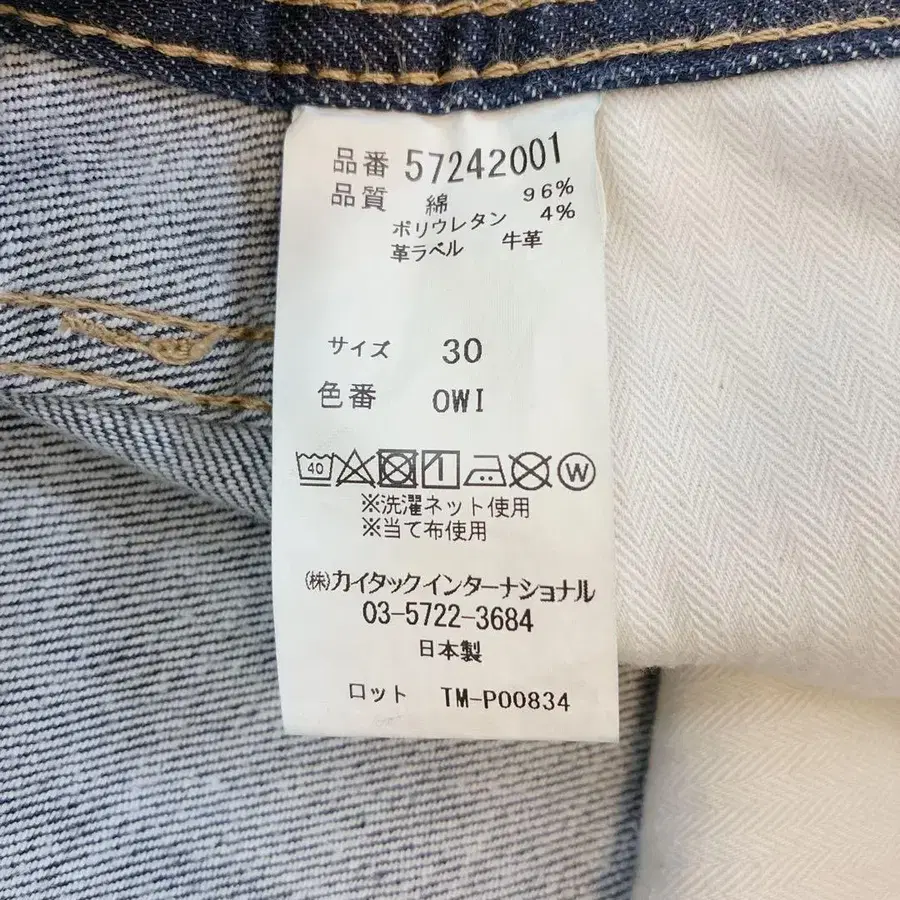 品番 57242001
品質 綿 96%
ポリウレタン 4%
革ラベル 牛革
サイズ 30
色番 OWI
40 W
※洗濯ネット使用
※当て布使用
㈱カイタックインターナショナル
03-5722-3684
日本製
ロット TM-P00834